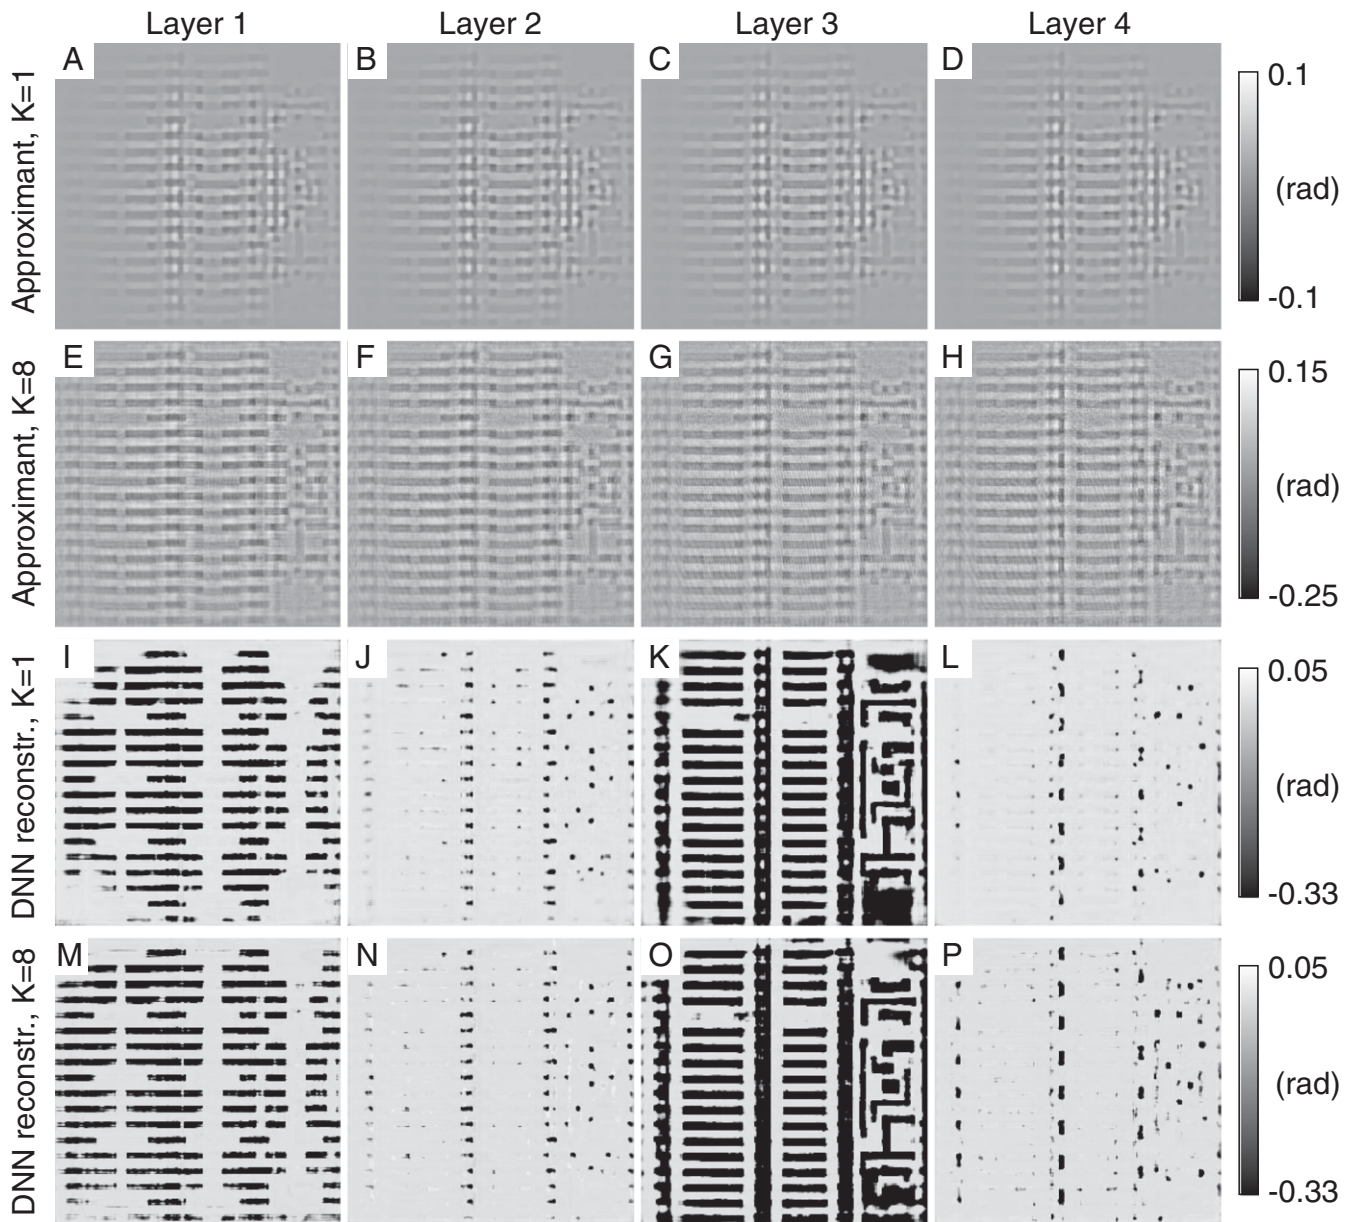 Layer 1 Layer 2 Layer 3 Layer 4
Approximant, K=1
A B C D
0.1
(rad)
-0.1
Approximant, K=8
E F G H
0.15
(rad)
-0.25
DNN reconstr., K=1
I J K L
0.05
(rad)
-0.33
DNN reconstr., K=8
M N O P
0.05
(rad)
-0.33